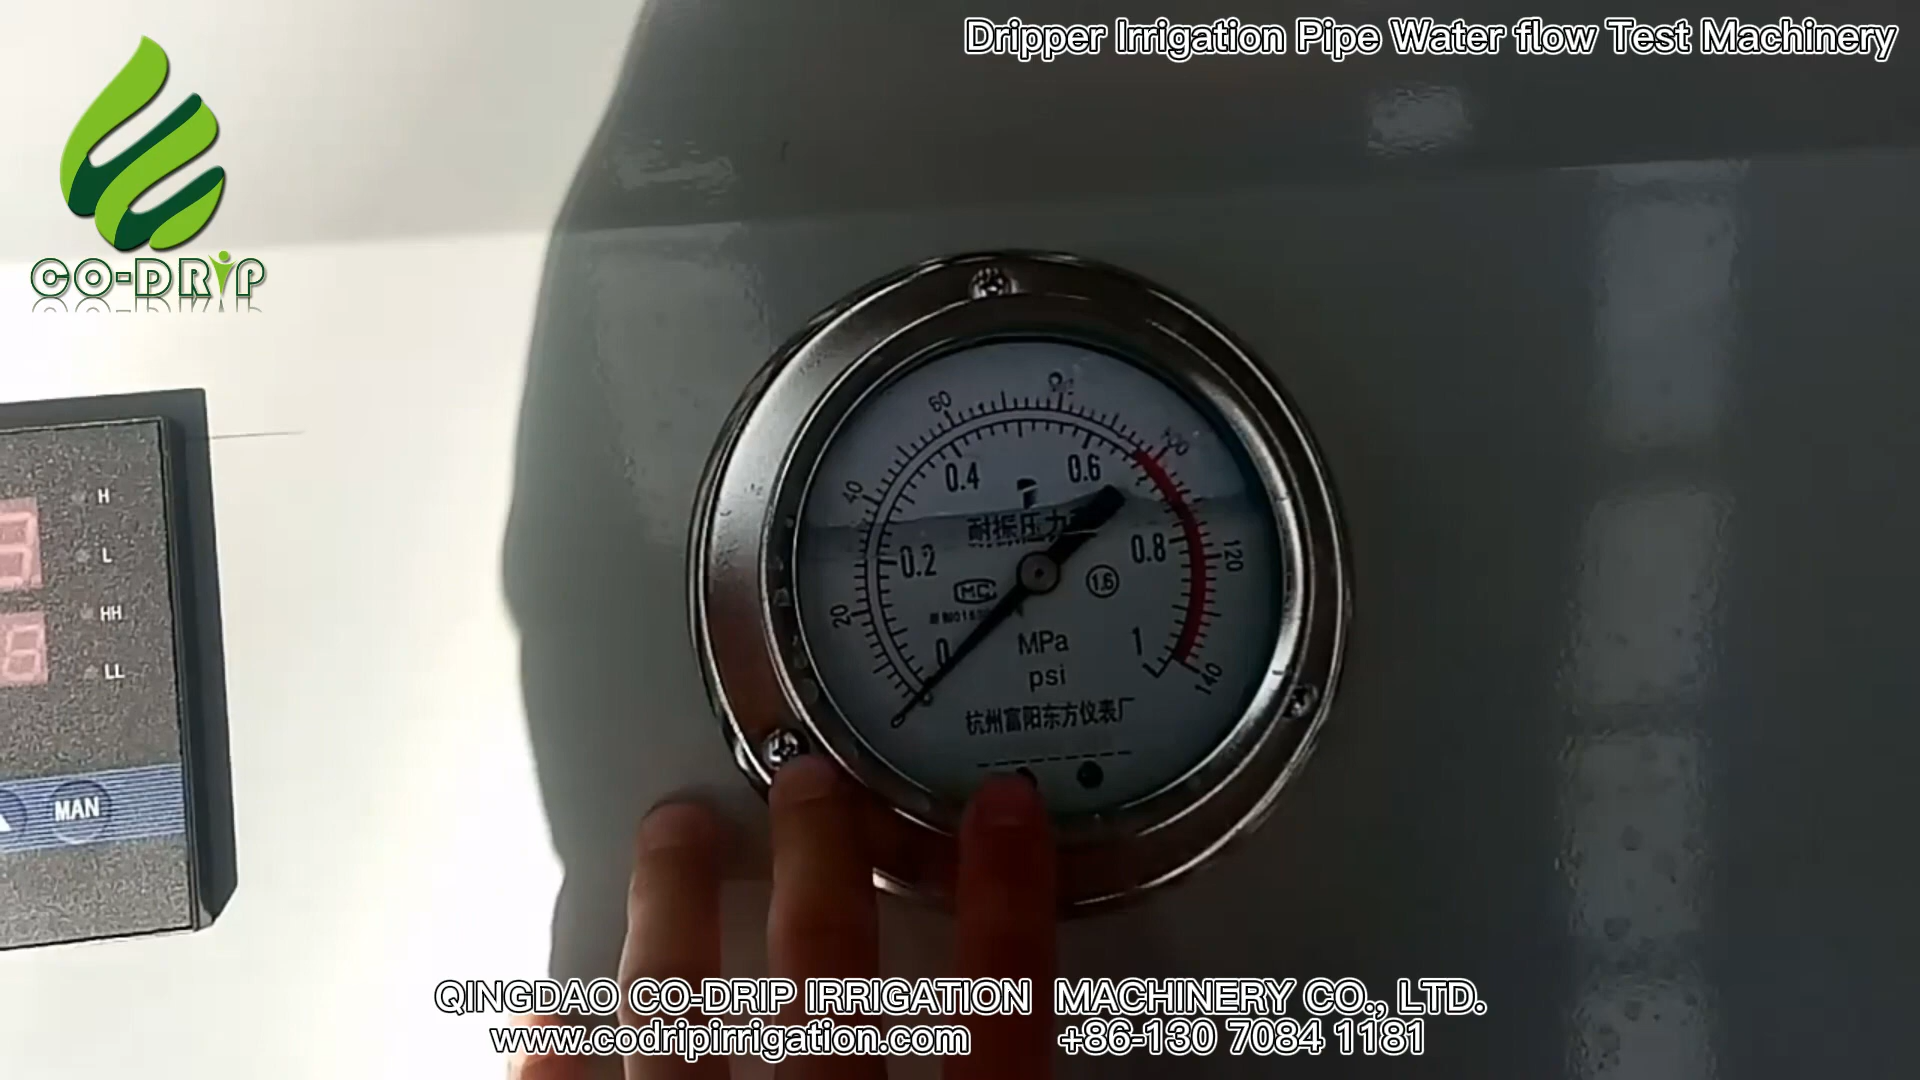 Dripper Irrigation Pipe Water flow Test Machinery
CO-DRIP
H
L
HH
LL
MAN
0
20
40
60
100
120
140
0
0.2
0.4
0.6
0.8
1
耐振压力
MC
1.6
MPa
psi
杭州富阳东方仪表厂
QINGDAO CO-DRIP IRRIGATION MACHINERY CO., LTD.
www.codripirrigation.com +86-130 7084 1181